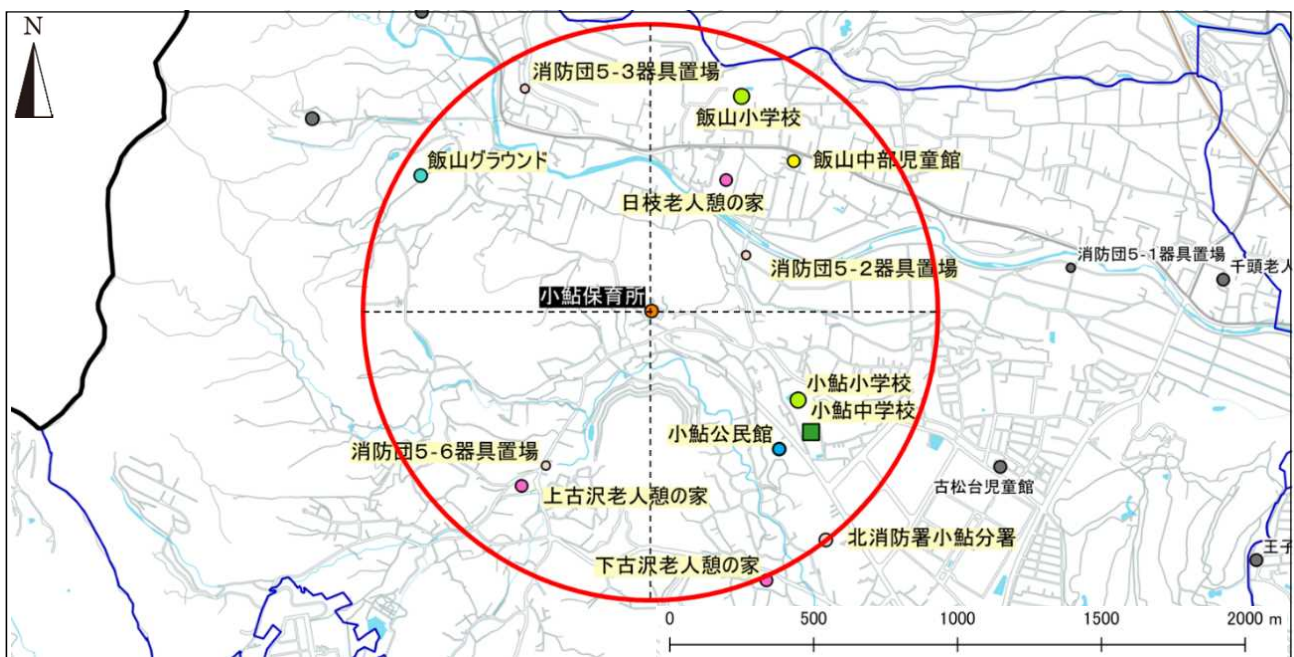 N
消防団5-3器具置場
飯山小学校
飯山グラウンド
飯山中部児童館
日枝老人憩の家
消防団5-2器具置場
消防団5-1器具置場
千頭老人
小鮎保育所
小鮎小学校
小鮎中学校
小鮎公民館
消防団5-6器具置場
古松台児童館
上古沢老人憩の家
北消防署小鮎分署
下古沢老人憩の家
王子
0 500 1000 1500 2000 m